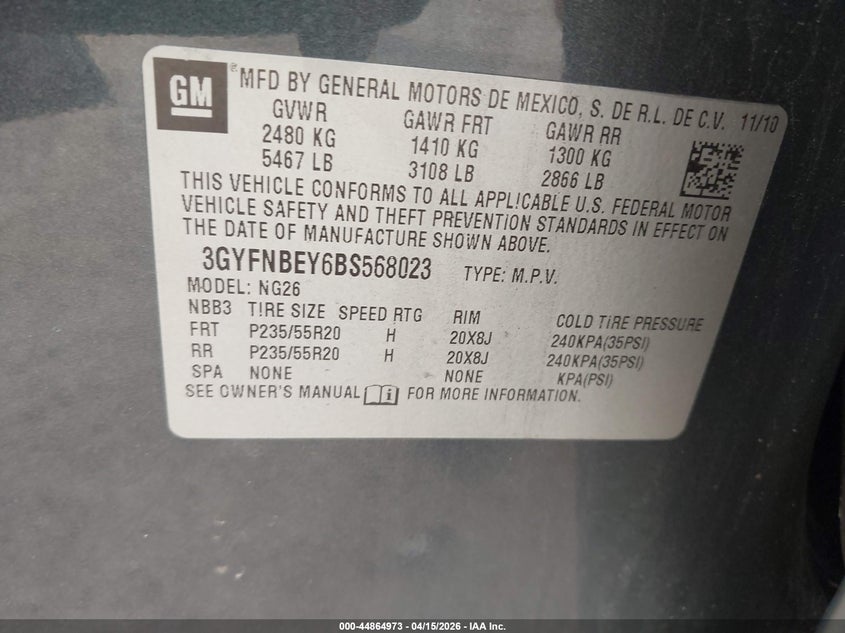 GM
® MFD BY GENERAL MOTORS DE MEXICO, S. DE R.L. DE C.V. 11/10
GVWR GAWR FRT GAWR RR
2480 KG 1410 KG 1300 KG
5467 LB 3108 LB 2866 LB
THIS VEHICLE CONFORMS TO ALL APPLICABLE U.S. FEDERAL MOTOR
VEHICLE SAFETY AND THEFT PREVENTION STANDARDS IN EFFECT ON
THE DATE OF MANUFACTURE SHOWN ABOVE.
3GYFNBEY6BS568023 TYPE: M.P.V.
MODEL: NG26
NBB3 TIRE SIZE SPEED RTG RIM COLD TIRE PRESSURE
FRT P235/55R20 H 20X8J 240KPA(35PSI)
RR P235/55R20 H 20X8J 240KPA(35PSI)
SPA NONE NONE KPA(PSI)
SEE OWNER'S MANUAL i FOR MORE INFORMATION.
000-44864973 - 04/15/2026 - IAA Inc.